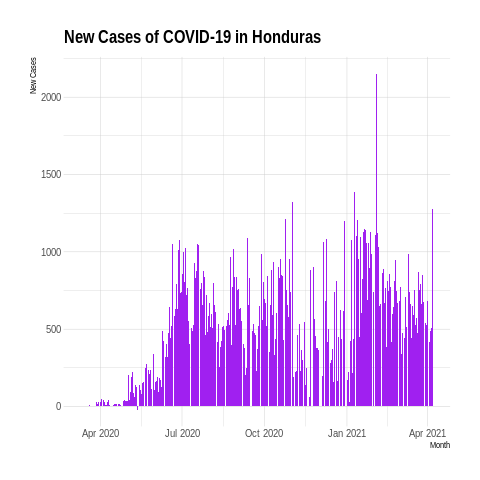 New Cases of COVID-19 in Honduras
New Cases
2000
1500
1000
500
0
Apr 2020
Jul 2020
Oct 2020
Jan 2021
Apr 2021
Month